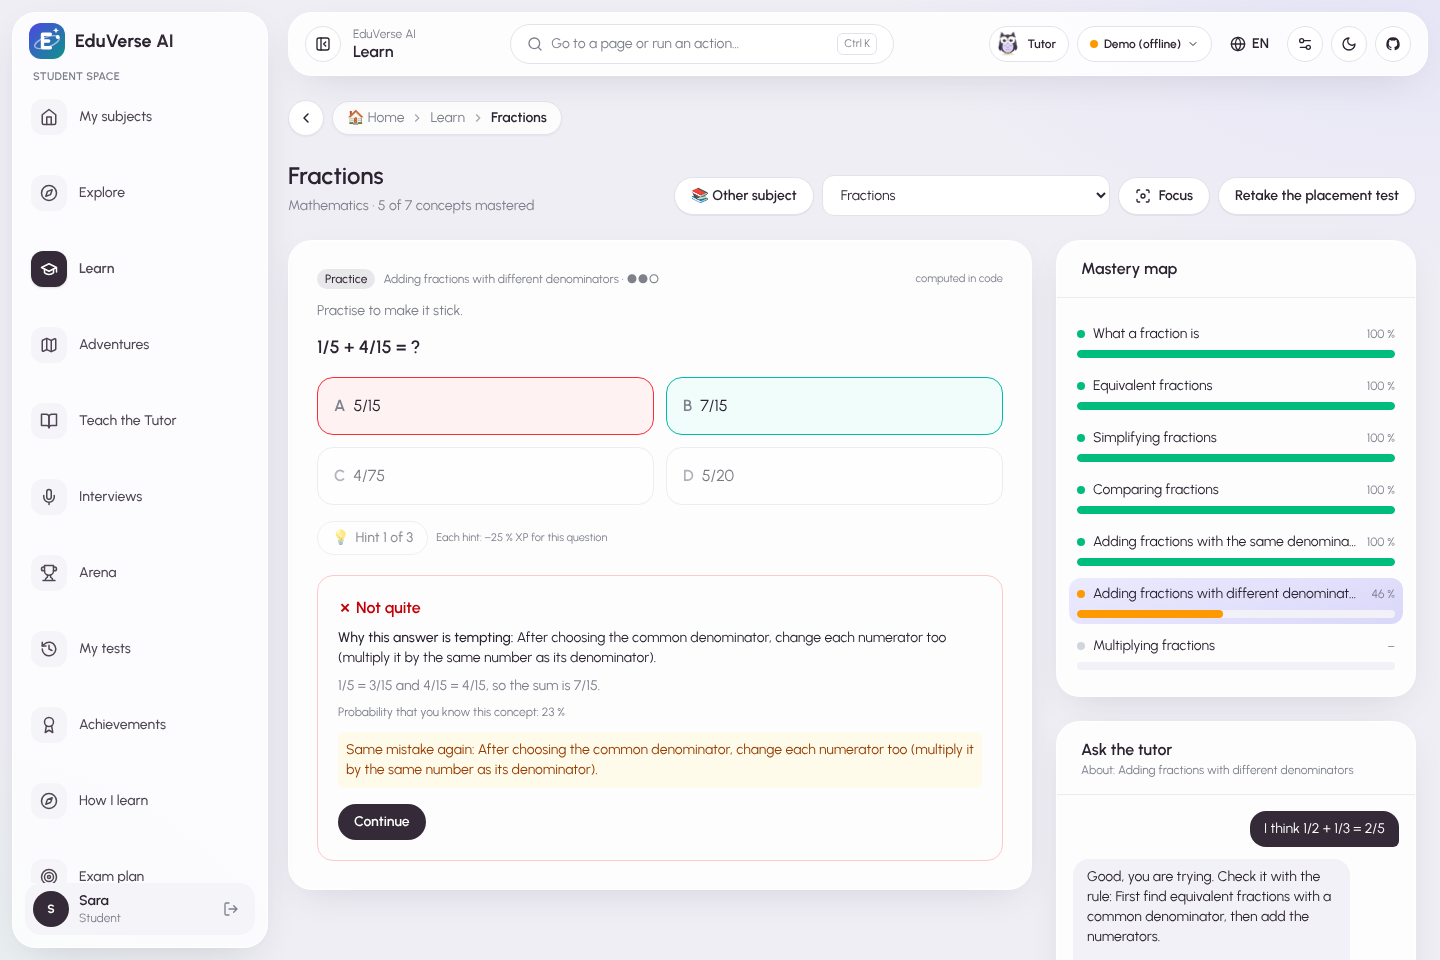 EduVerse AI
STUDENT SPACE
My subjects
Explore
Learn
Adventures
Teach the Tutor
Interviews
Arena
My tests
Achievements
How I learn
Exam plan
S
Sara
Student
EduVerse AI
Learn
Go to a page or run an action...
Ctrl K
Tutor
Demo (offline)
EN
Home
Learn
Fractions
Fractions
Mathematics · 5 of 7 concepts mastered
Other subject
Fractions
Focus
Retake the placement test
Practice
Adding fractions with different denominators ·
computed in code
Practise to make it stick.
1/5 + 4/15 = ?
A 5/15
B 7/15
C 4/75
D 5/20
Hint 1 of 3
Each hint: −25 % XP for this question
Not quite
Why this answer is tempting: After choosing the common denominator, change each numerator too
(multiply it by the same number as its denominator).
1/5 = 3/15 and 4/15 = 4/15, so the sum is 7/15.
Probability that you know this concept: 23 %
Same mistake again: After choosing the common denominator, change each numerator too (multiply it
by the same number as its denominator).
Continue
Mastery map
What a fraction is 100 %
Equivalent fractions 100 %
Simplifying fractions 100 %
Comparing fractions 100 %
Adding fractions with the same denomina... 100 %
Adding fractions with different denominat... 46 %
Multiplying fractions –
Ask the tutor
About: Adding fractions with different denominators
I think 1/2 + 1/3 = 2/5
Good, you are trying. Check it with the
rule: First find equivalent fractions with a
common denominator, then add the
numerators.